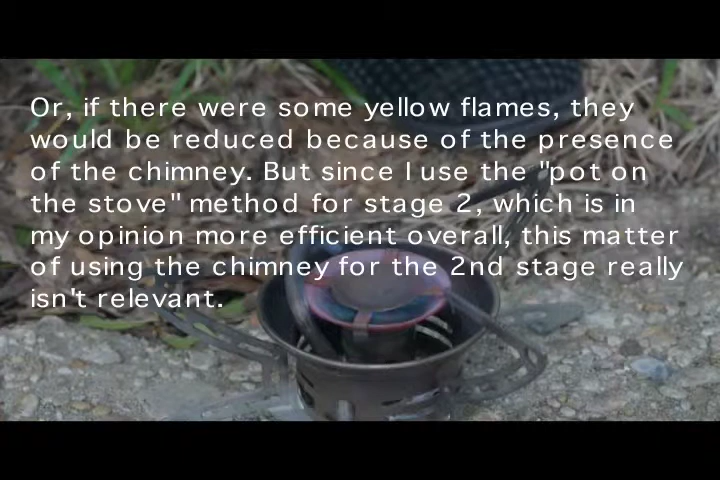 Or, if there were some yellow flames, they
would be reduced because of the presence
of the chimney. But since I use the "pot on
the stove" method for stage 2, which is in
my opinion more efficient overall, this matter
of using the chimney for the 2nd stage really
isn't relevant.